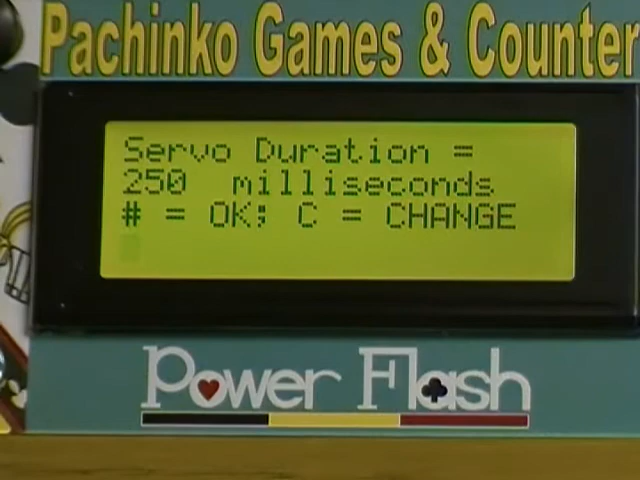 Pachinko Games & Counter
Servo Duration =
250 milliseconds
# = OK; C = CHANGE
Power Flash